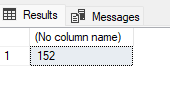 Results Messages
(No column name)
1 152